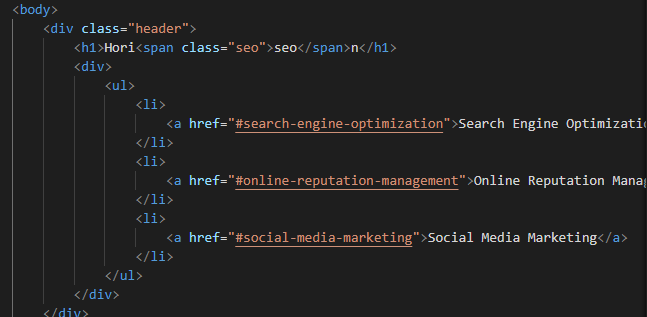 <body>
<div class="header">
<h1>Hori<span class="seo">seo</span>n</h1>
<div>
<ul>
<li>
<a href="#search-engine-optimization">Search Engine Optimizatio
</li>
<li>
<a href="#online-reputation-management">Online Reputation Mana
</li>
<li>
<a href="#social-media-marketing">Social Media Marketing</a>
</li>
</ul>
</div>
</div>